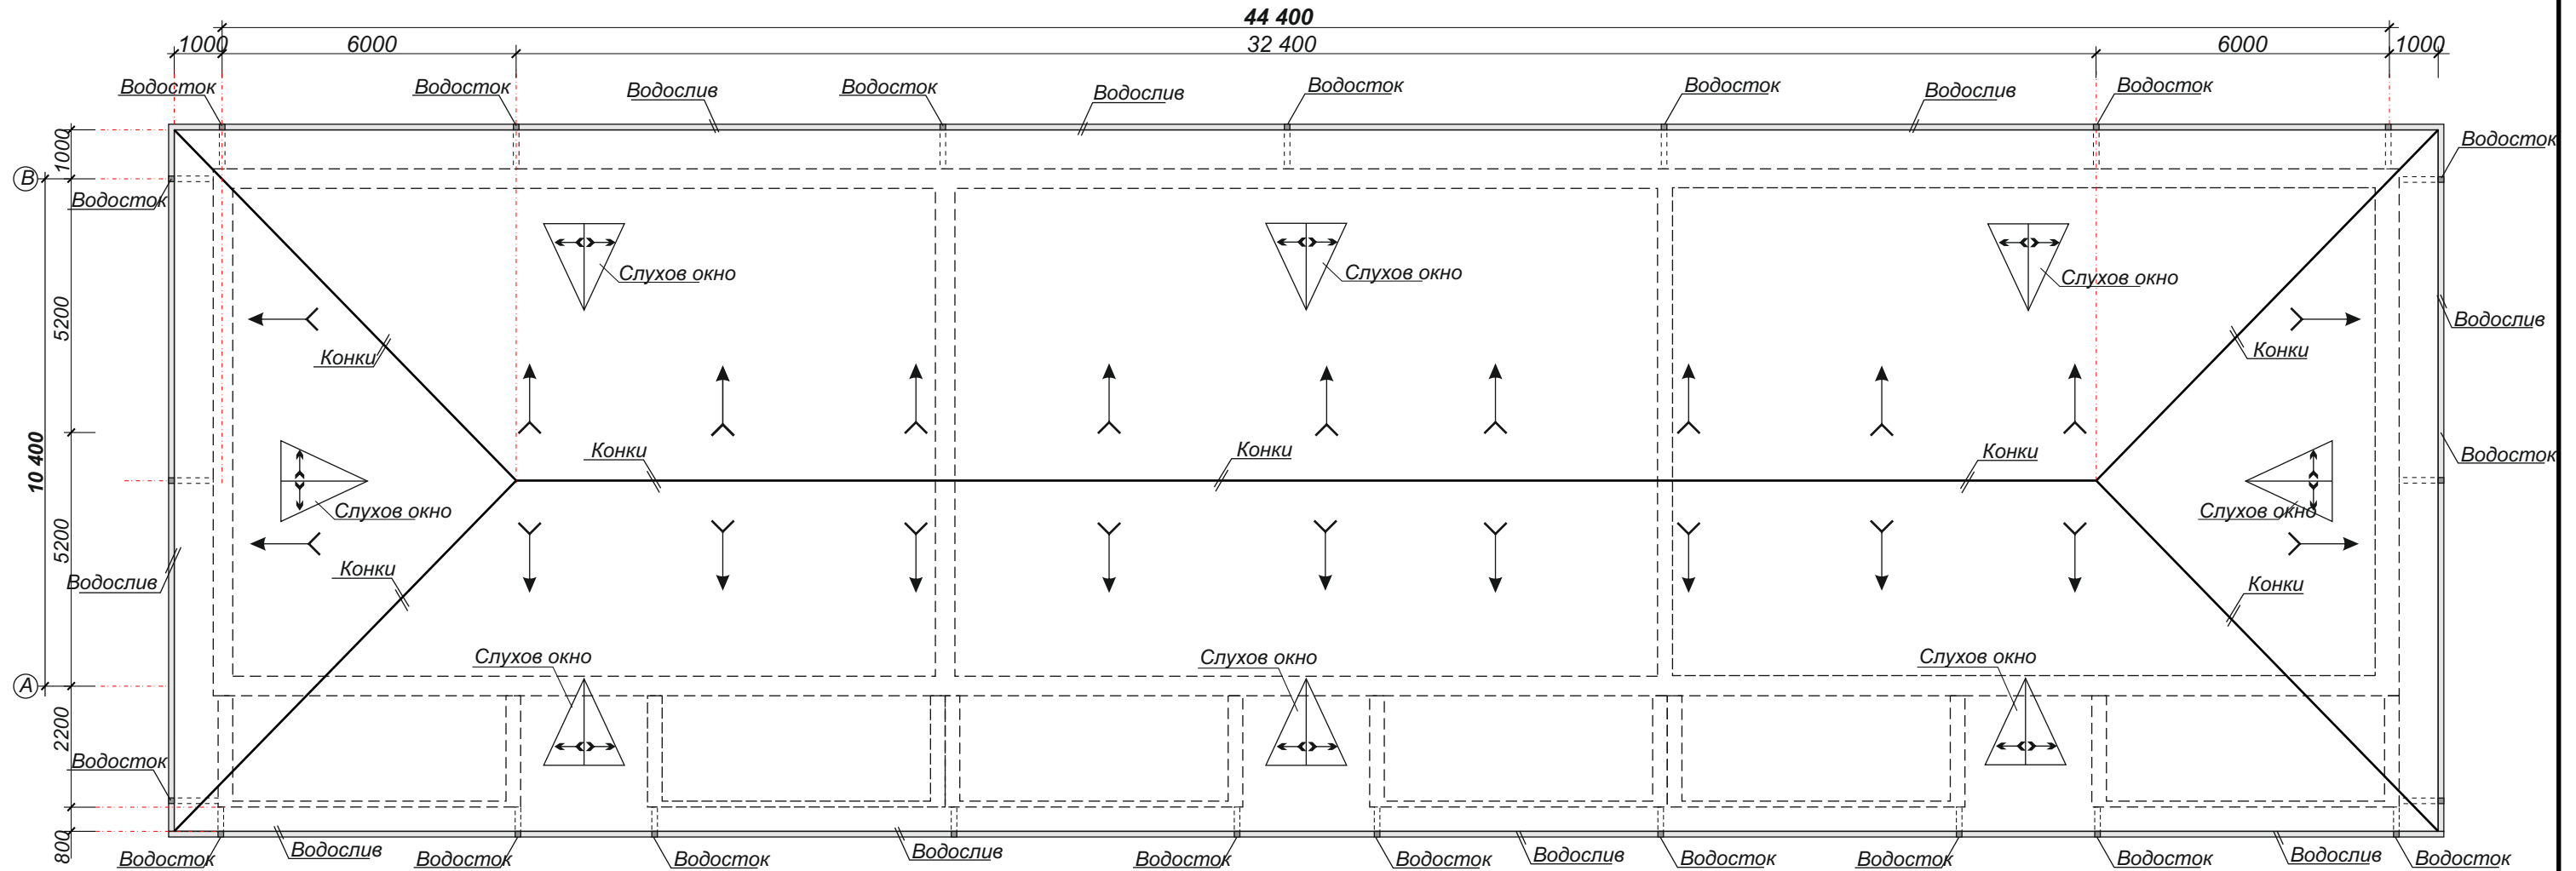 44 400
1000 6000 32 400 6000 1000
Водосток Водосток Водослив Водосток Водослив Водосток Водосток Водослив Водосток
1000
Водосток
В
Водосток
5200
Слухов окно Слухов окно Слухов окно
Водослив
Конки Конки
10 400
Конки Конки Конки
Водосток
Слухов окно Слухов окно
5200
Конки Конки
Водослив
Слухов окно Слухов окно Слухов окно
А
2200
Водосток
800
Водосток Водослив Водосток Водосток Водослив Водосток Водосток Водослив Водосток Водосток Водосток Водослив Водосток